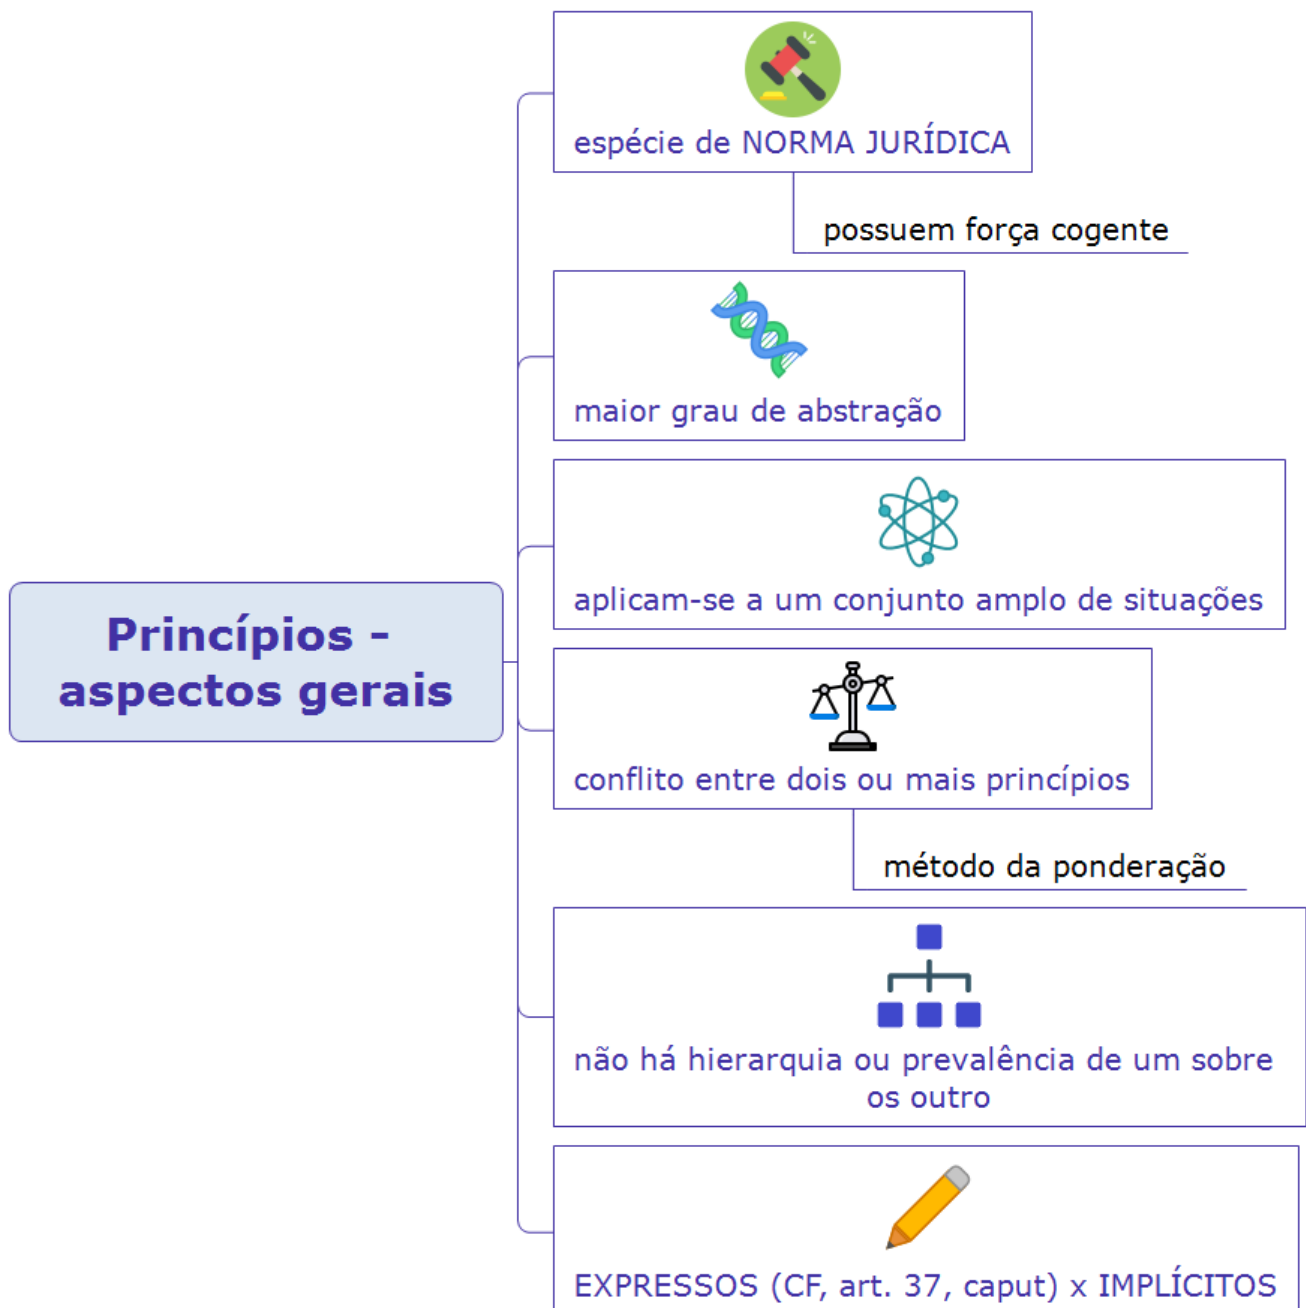 espécie de NORMA JURÍDICA
possuem força cogente
maior grau de abstração
aplicam-se a um conjunto amplo de situações
Princípios -
aspectos gerais
conflito entre dois ou mais princípios
método da ponderação
não há hierarquia ou prevalência de um sobre
os outro
EXPRESSOS (CF, art. 37, caput) x IMPLÍCITOS